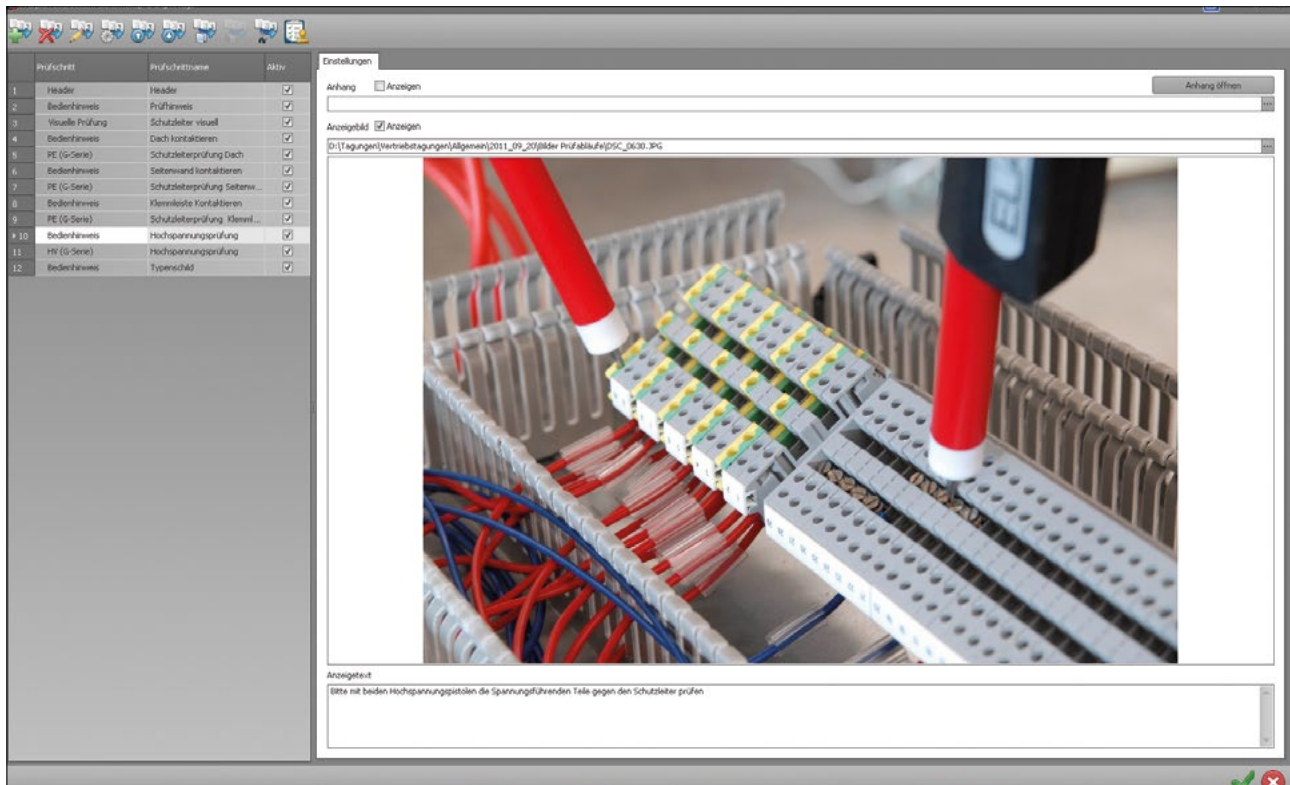 Prüfschritt Prüfschrittname Aktiv
1 Header Header
2 Bedienhinweis Prüfhinweis
3 Visuelle Prüfung Schutzleiter visuell
4 Bedienhinweis Dach kontaktieren
5 PE (G-Serie) Schutzleiterprüfung Dach
6 Bedienhinweis Seitenwand kontaktieren
7 PE (G-Serie) Schutzleiterprüfung Seitenw...
8 Bedienhinweis Klemmleiste Kontaktieren
9 PE (G-Serie) Schutzleiterprüfung Klemml...
10 Bedienhinweis Hochspannungsprüfung
11 HV (G-Serie) Hochspannungsprüfung
12 Bedienhinweis Typenschild
Einstellungen
Anhang Anzeigen Anhang öffnen
...
Anzeigebild Anzeigen
D:\Tagungen\Vertriebstagungen\Allgemein\2011_09_20\Bilder Prüfabläufe\DSC_0630.JPG ...
Anzeigetext
Bitte mit beiden Hochspannungspistolen die Spannungsführenden Teile gegen den Schutzleiter prüfen